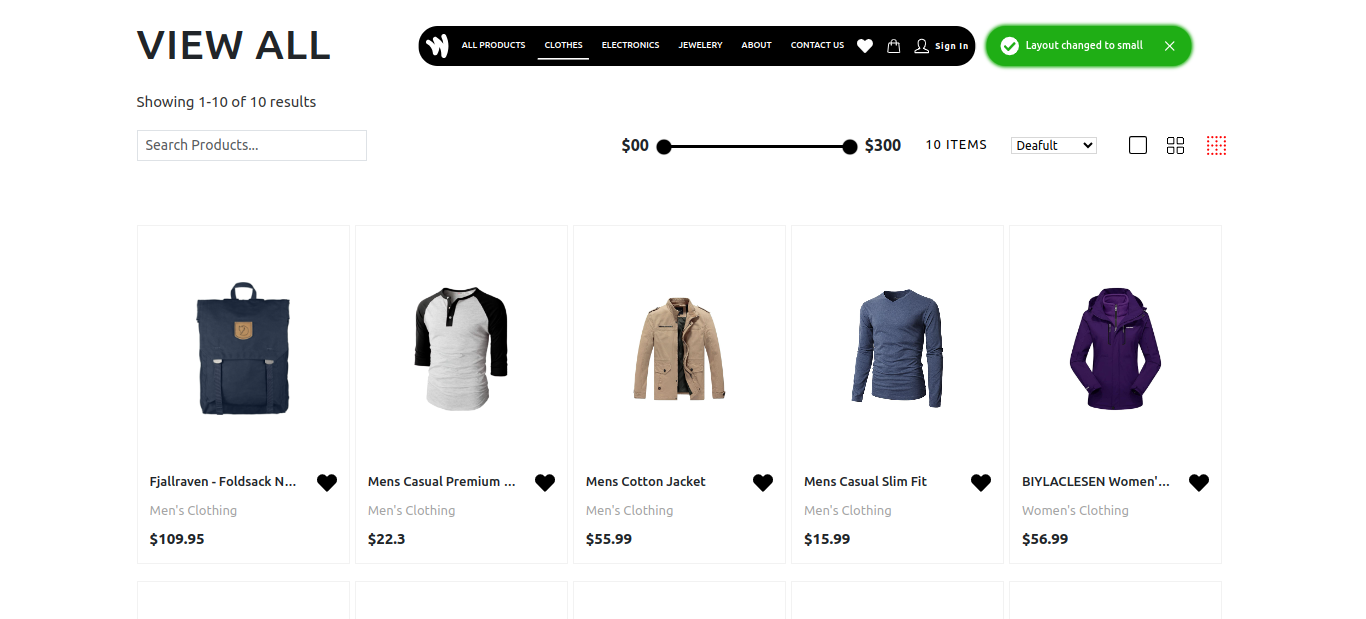 VIEW ALL
ALL PRODUCTS CLOTHES ELECTRONICS JEWELERY ABOUT CONTACT US Sign In
Layout changed to small
Showing 1-10 of 10 results
Search Products...
$00 $300 10 ITEMS Deafult
Fjallraven - Foldsack N...
Men's Clothing
$109.95
Mens Casual Premium ...
Men's Clothing
$22.3
Mens Cotton Jacket
Men's Clothing
$55.99
Mens Casual Slim Fit
Men's Clothing
$15.99
BIYLACLESEN Women'...
Women's Clothing
$56.99